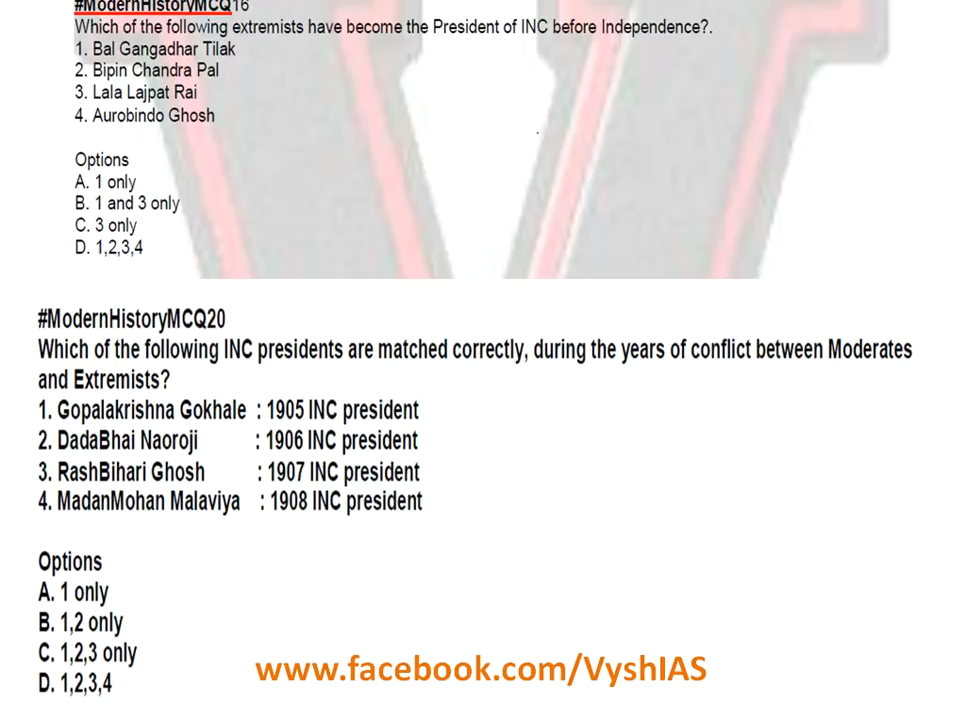 #ModernHistoryMCQ16
Which of the following extremists have become the President of INC before Independence?.
1. Bal Gangadhar Tilak
2. Bipin Chandra Pal
3. Lala Lajpat Rai
4. Aurobindo Ghosh
Options
A. 1 only
B. 1 and 3 only
C. 3 only
D. 1,2,3,4
#ModernHistoryMCQ20
Which of the following INC presidents are matched correctly, during the years of conflict between Moderates
and Extremists?
1. Gopalakrishna Gokhale : 1905 INC president
2. DadaBhai Naoroji : 1906 INC president
3. RashBihari Ghosh : 1907 INC president
4. MadanMohan Malaviya : 1908 INC president
Options
A. 1 only
B. 1,2 only
C. 1,2,3 only
D. 1,2,3,4
www.facebook.com/VyshIAS